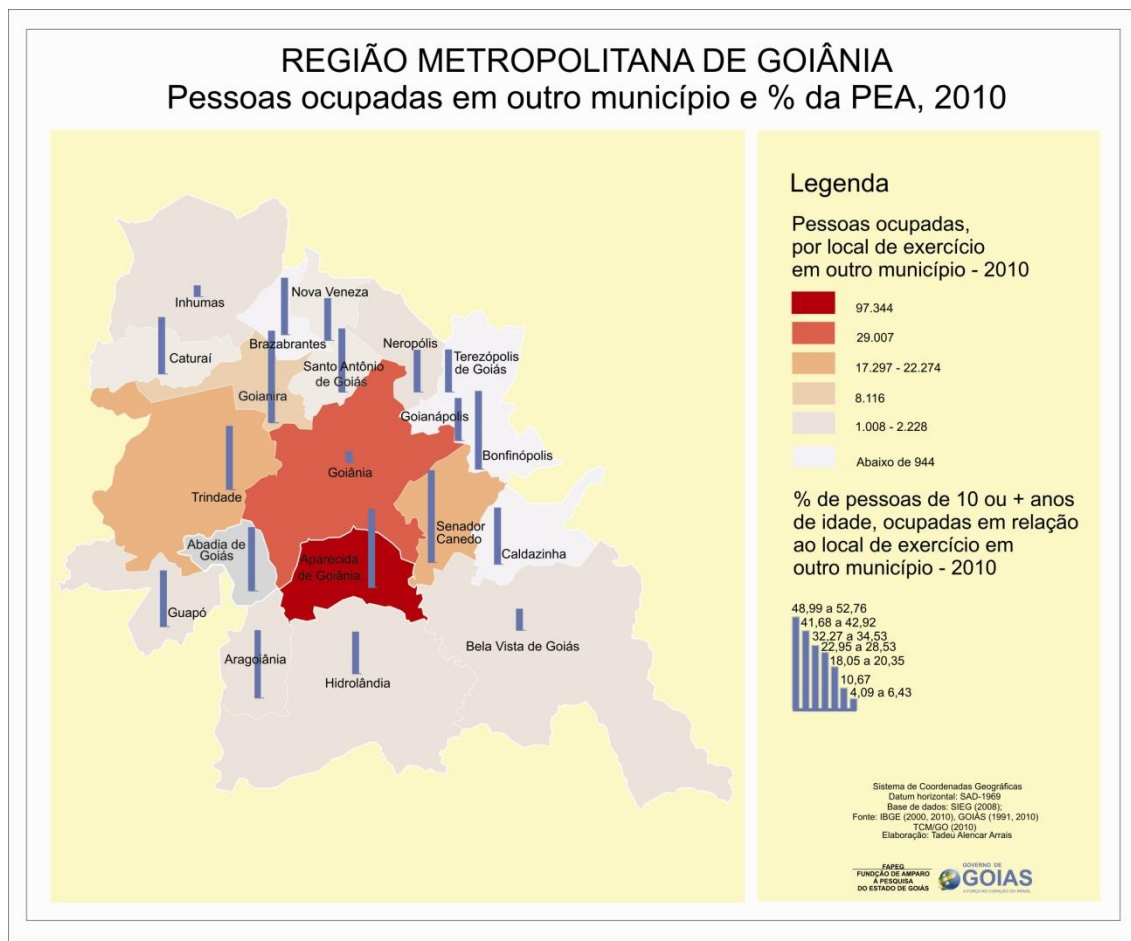 REGIÃO METROPOLITANA DE GOIÂNIA
Pessoas ocupadas em outro município e % da PEA, 2010
Inhumas
Nova Veneza
Brazabrantes
Caturaí
Santo Antônio
de Goiás
Neropólis
Terezópolis
de Goiás
Goianira
Goianápolis
Bonfinópolis
Goiânia
Trindade
Senador
Canedo
Abadia de
Goiás
Aparecida
de Goiânia
Caldazinha
Guapó
Bela Vista de Goiás
Aragoiânia
Hidrolândia
Legenda
Pessoas ocupadas,
por local de exercício
em outro município - 2010
97.344
29.007
17.297 - 22.274
8.116
1.008 - 2.228
Abaixo de 944
% de pessoas de 10 ou + anos
de idade, ocupadas em relação
ao local de exercício em
outro município - 2010
48,99 a 52,76
41,68 a 42,92
32,27 a 34,53
22,95 a 28,53
18,05 a 20,35
10,67
4,09 a 6,43
Sistema de Coordenadas Geográficas
Datum horizontal: SAD-1969
Base de dados: SIEG (2008);
Fonte: IBGE (2000, 2010), GOIÁS (1991, 2010)
TCM/GO (2010)
Elaboração: Tadeu Alencar Arrais
FAPEG
FUNDÇÃO DE AMPARO
À PESQUISA
DO ESTADO DE GOIÁS
GOVERNO DE
GOIAS
A FORÇA NO CORAÇÃO DO BRASIL